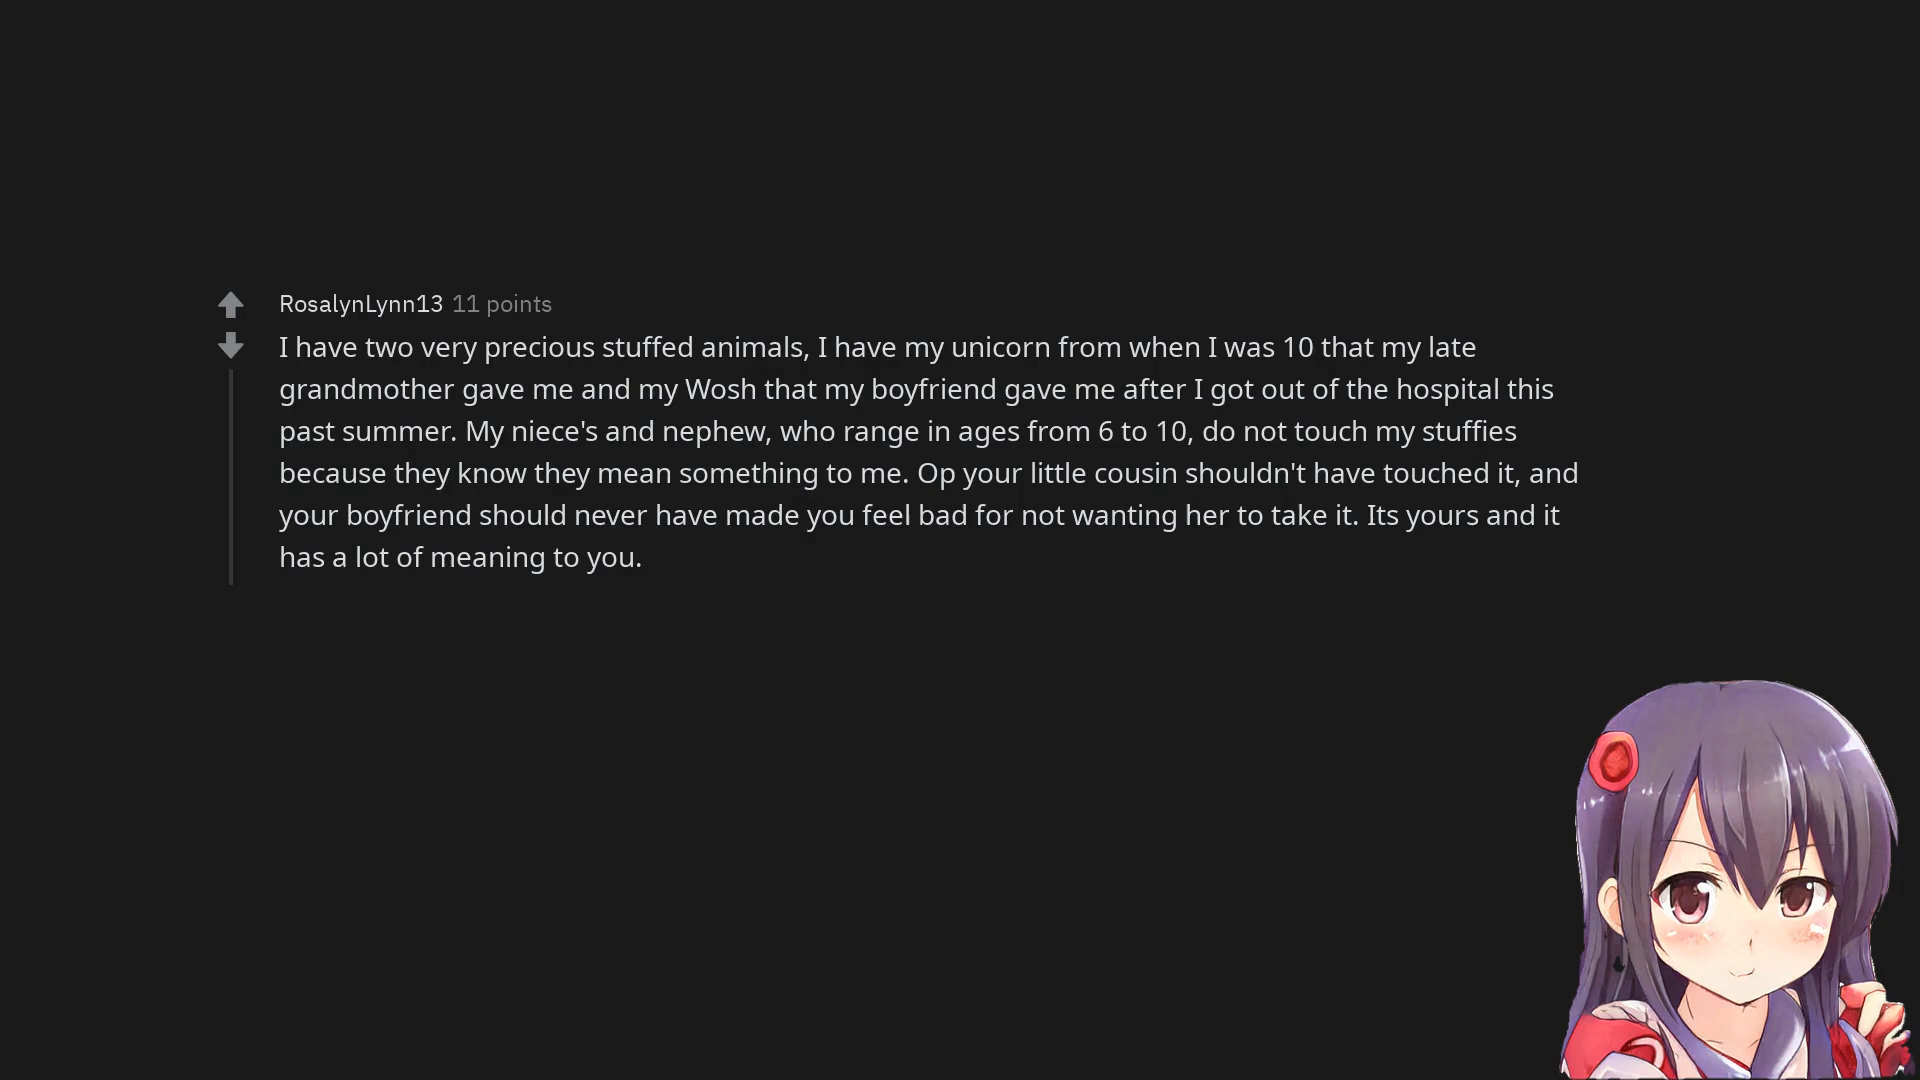 RosalynLynn13 11 points
I have two very precious stuffed animals, I have my unicorn from when I was 10 that my late
grandmother gave me and my Wosh that my boyfriend gave me after I got out of the hospital this
past summer. My niece's and nephew, who range in ages from 6 to 10, do not touch my stuffies
because they know they mean something to me. Op your little cousin shouldn't have touched it, and
your boyfriend should never have made you feel bad for not wanting her to take it. Its yours and it
has a lot of meaning to you.